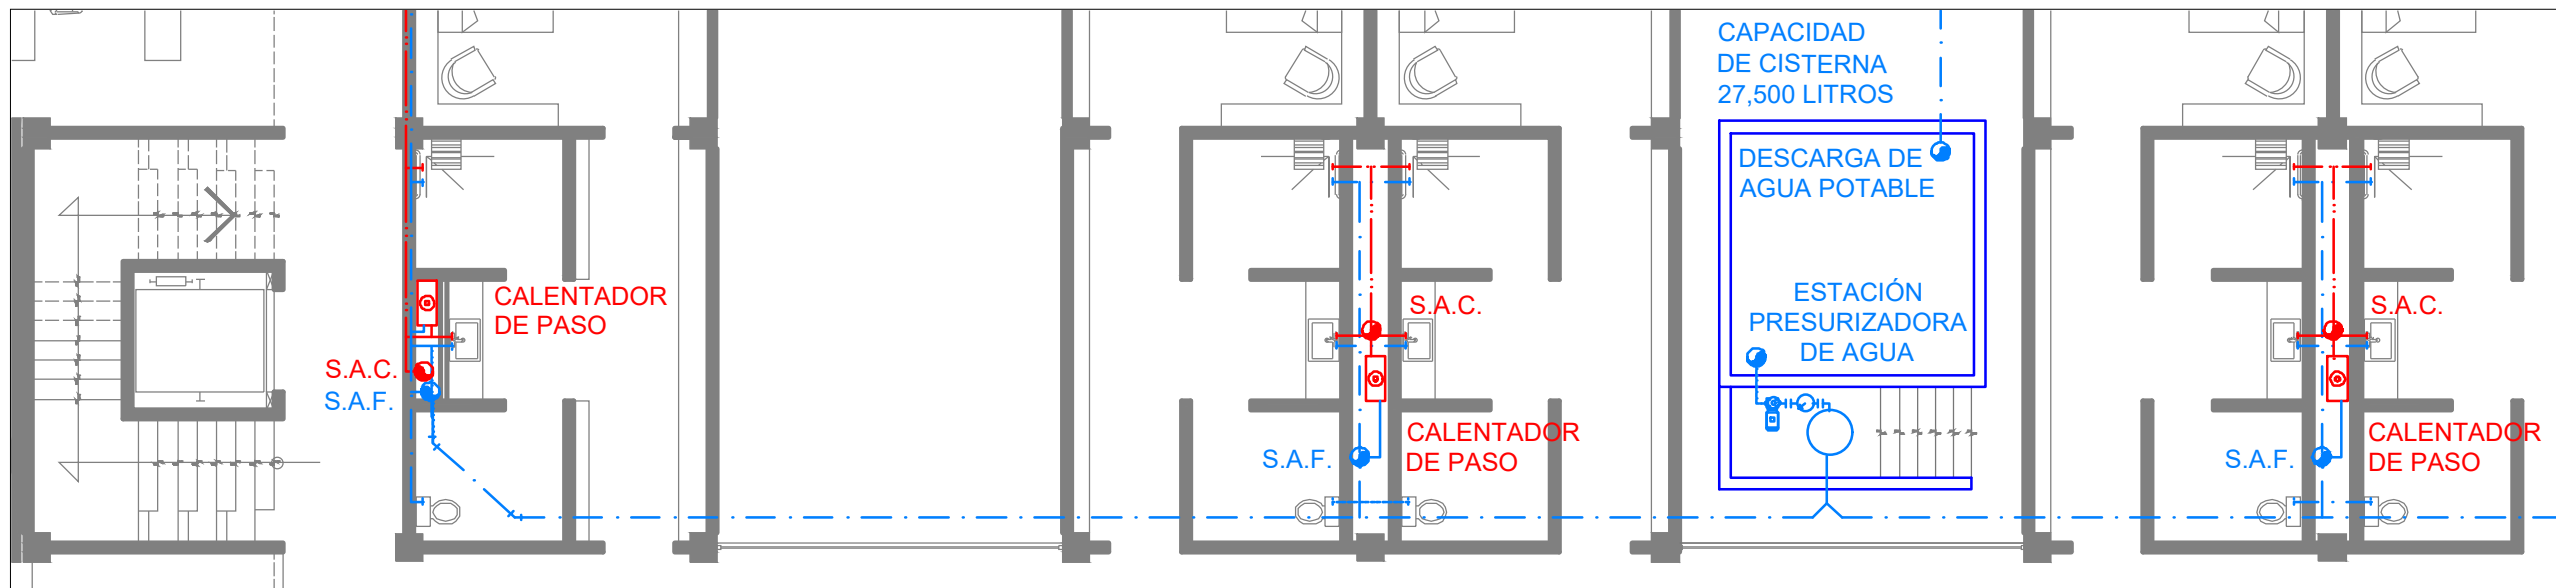 CAPACIDAD
DE CISTERNA
27,500 LITROS
DESCARGA DE
AGUA POTABLE
CALENTADOR
DE PASO
S.A.C.
S.A.F.
S.A.C.
CALENTADOR
DE PASO
S.A.F.
ESTACIÓN
PRESURIZADORA
DE AGUA
S.A.C.
CALENTADOR
DE PASO
S.A.F.